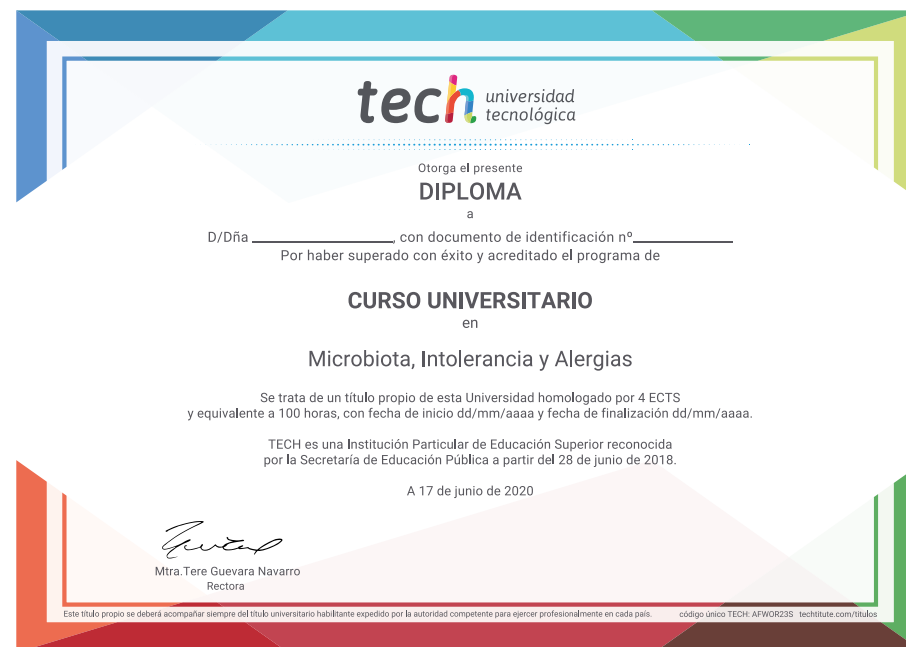 tech universidad
tecnológica
Otorga el presente
DIPLOMA
a
D/Dña ____________________, con documento de identificación nº______________
Por haber superado con éxito y acreditado el programa de
CURSO UNIVERSITARIO
en
Microbiota, Intolerancia y Alergias
Se trata de un título propio de esta Universidad homologado por 4 ECTS
y equivalente a 100 horas, con fecha de inicio dd/mm/aaaa y fecha de finalización dd/mm/aaaa.
TECH es una Institución Particular de Educación Superior reconocida
por la Secretaría de Educación Pública a partir del 28 de junio de 2018.
A 17 de junio de 2020
Mtra.Tere Guevara Navarro
Rectora
Este título propio se deberá acompañar siempre del título universitario habilitante expedido por la autoridad competente para ejercer profesionalmente en cada país. código único TECH: AFWOR23S techtitute.com/títulos